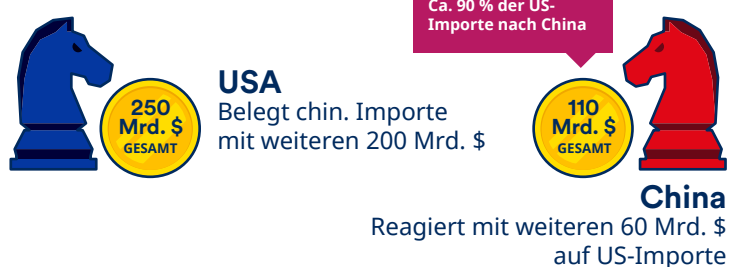 Ca. 90 % der US-
Importe nach China
250
Mrd. $
GESAMT
USA
Belegt chin. Importe
mit weiteren 200 Mrd. $
110
Mrd. $
GESAMT
China
Reagiert mit weiteren 60 Mrd. $
auf US-Importe